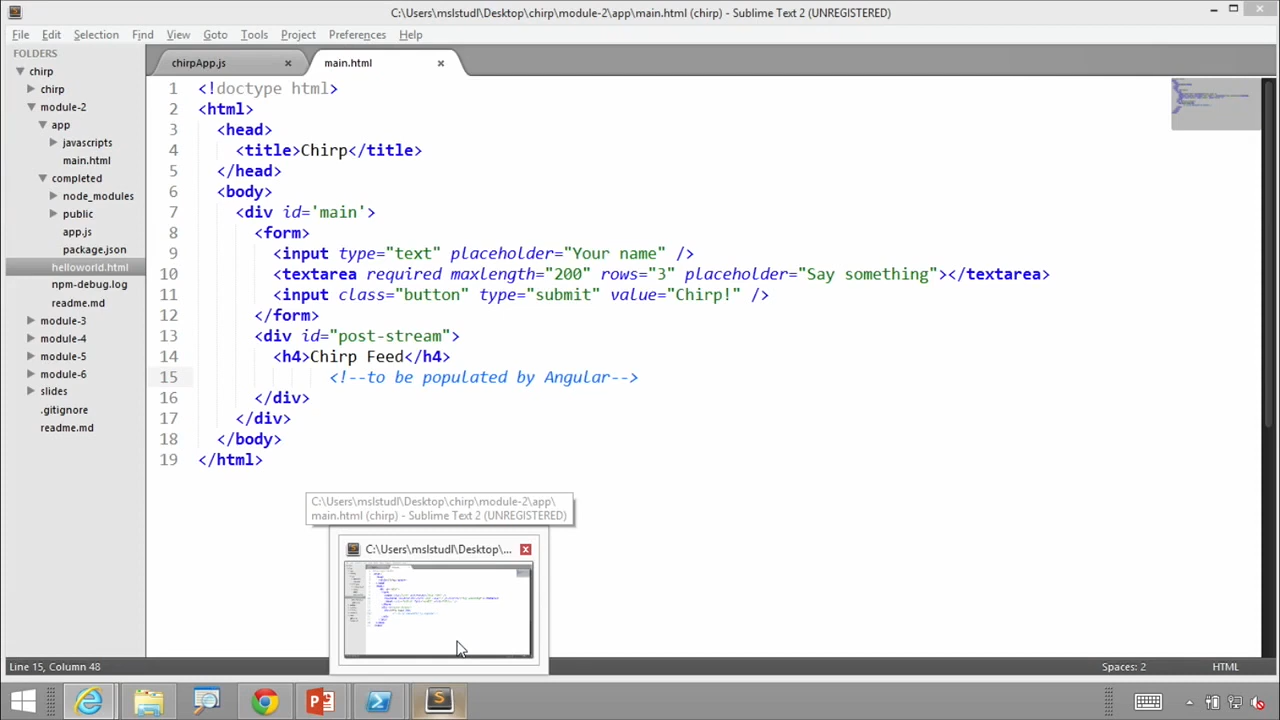 C:\Users\mslstudl\Desktop\chirp\module-2\app\main.html (chirp) - Sublime Text 2 (UNREGISTERED)
File Edit Selection Find View Goto Tools Project Preferences Help
FOLDERS
chirp
chirp
module-2
app
javascripts
main.html
completed
node_modules
public
app.js
package.json
helloworld.html
npm-debug.log
readme.md
module-3
module-4
module-5
module-6
slides
.gitignore
readme.md
chirpApp.js
main.html
1 <!doctype html>
2 <html>
3 <head>
4 <title>Chirp</title>
5 </head>
6 <body>
7 <div id='main'>
8 <form>
9 <input type="text" placeholder="Your name" />
10 <textarea required maxlength="200" rows="3" placeholder="Say something"></textarea>
11 <input class="button" type="submit" value="Chirp!" />
12 </form>
13 <div id="post-stream">
14 <h4>Chirp Feed</h4>
15 <!--to be populated by Angular-->
16 </div>
17 </div>
18 </body>
19 </html>
C:\Users\mslstudl\Desktop\chirp\module-2\app\
main.html (chirp) - Sublime Text 2 (UNREGISTERED)
C:\Users\mslstudl\Desktop\...
Line 15, Column 48
Spaces: 2
HTML